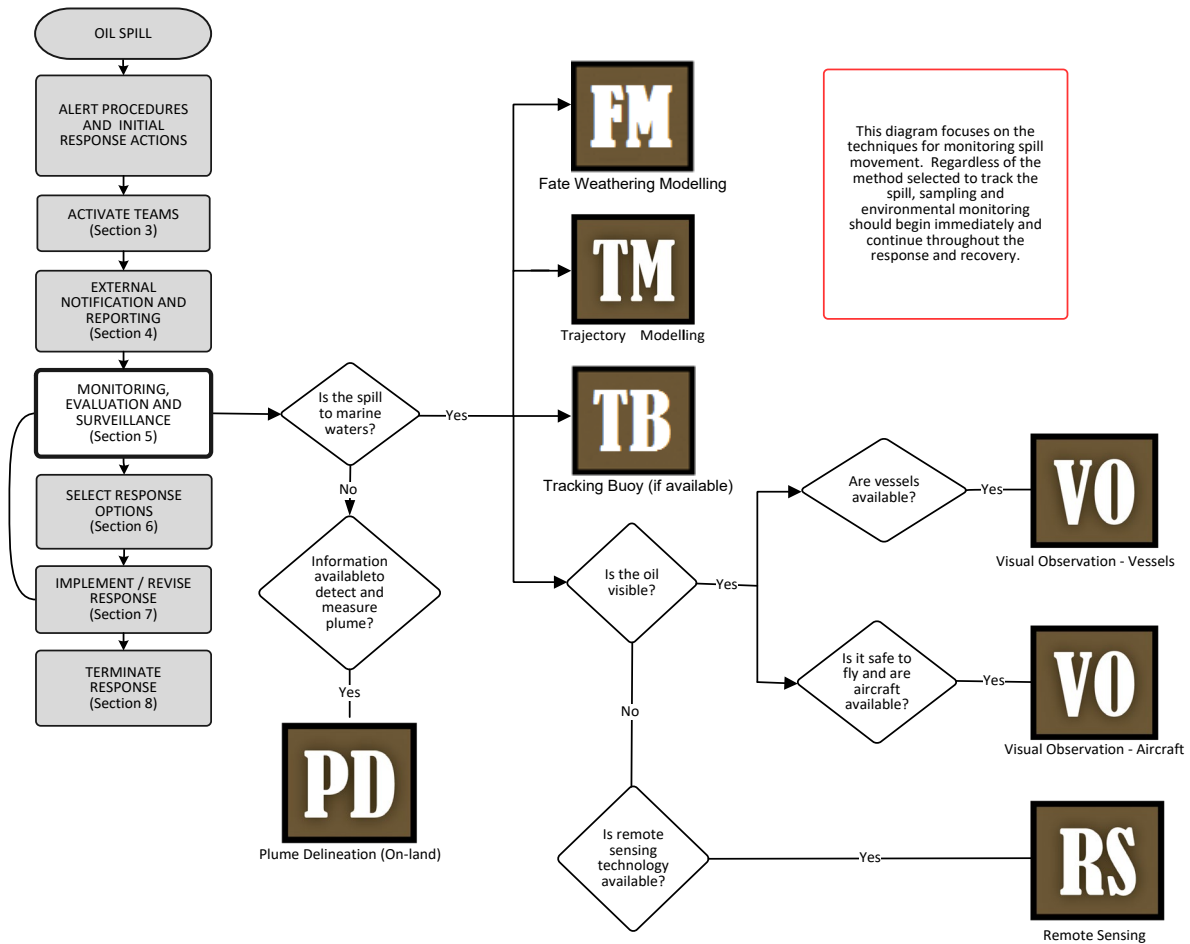 OIL SPILL
ALERT PROCEDURES
AND INITIAL
RESPONSE ACTIONS
ACTIVATE TEAMS
(Section 3)
EXTERNAL
NOTIFICATION AND
REPORTING
(Section 4)
MONITORING,
EVALUATION AND
SURVEILLANCE
(Section 5)
SELECT RESPONSE
OPTIONS
(Section 6)
IMPLEMENT / REVISE
RESPONSE
(Section 7)
TERMINATE
RESPONSE
(Section 8)
Is the spill
to marine
waters?
Yes
No
Information
availableto
detect and
measure
plume?
Yes
PD
Plume Delineation (On-land)
FM
Fate Weathering Modelling
TM
Trajectory Modelling
TB
Tracking Buoy (if available)
Is the oil
visible?
Yes
No
Is remote
sensing
technology
available?
Yes
This diagram focuses on the
techniques for monitoring spill
movement. Regardless of the
method selected to track the
spill, sampling and
environmental monitoring
should begin immediately and
continue throughout the
response and recovery.
Are vessels
available?
Yes
VO
Visual Observation - Vessels
Is it safe to
fly and are
aircraft
available?
Yes
VO
Visual Observation - Aircraft
RS
Remote Sensing